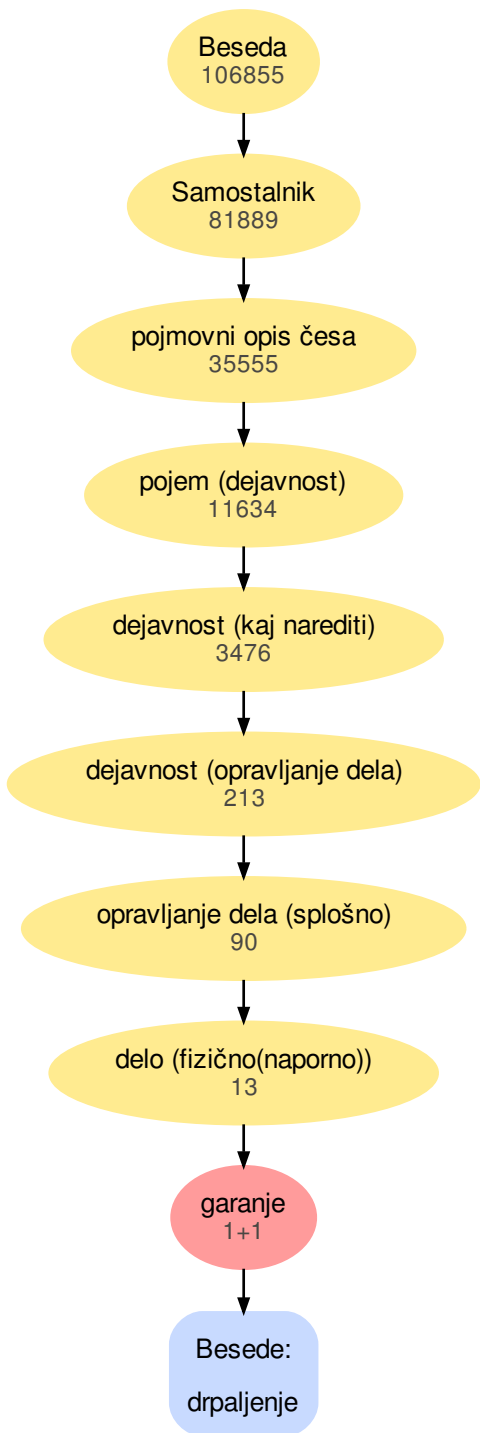 Beseda
106855
Samostalnik
81889
pojmovni opis česa
35555
pojem (dejavnost)
11634
dejavnost (kaj narediti)
3476
dejavnost (opravljanje dela)
213
opravljanje dela (splošno)
90
delo (fizično(naporno))
13
garanje
1+1
Besede:
drpaljenje